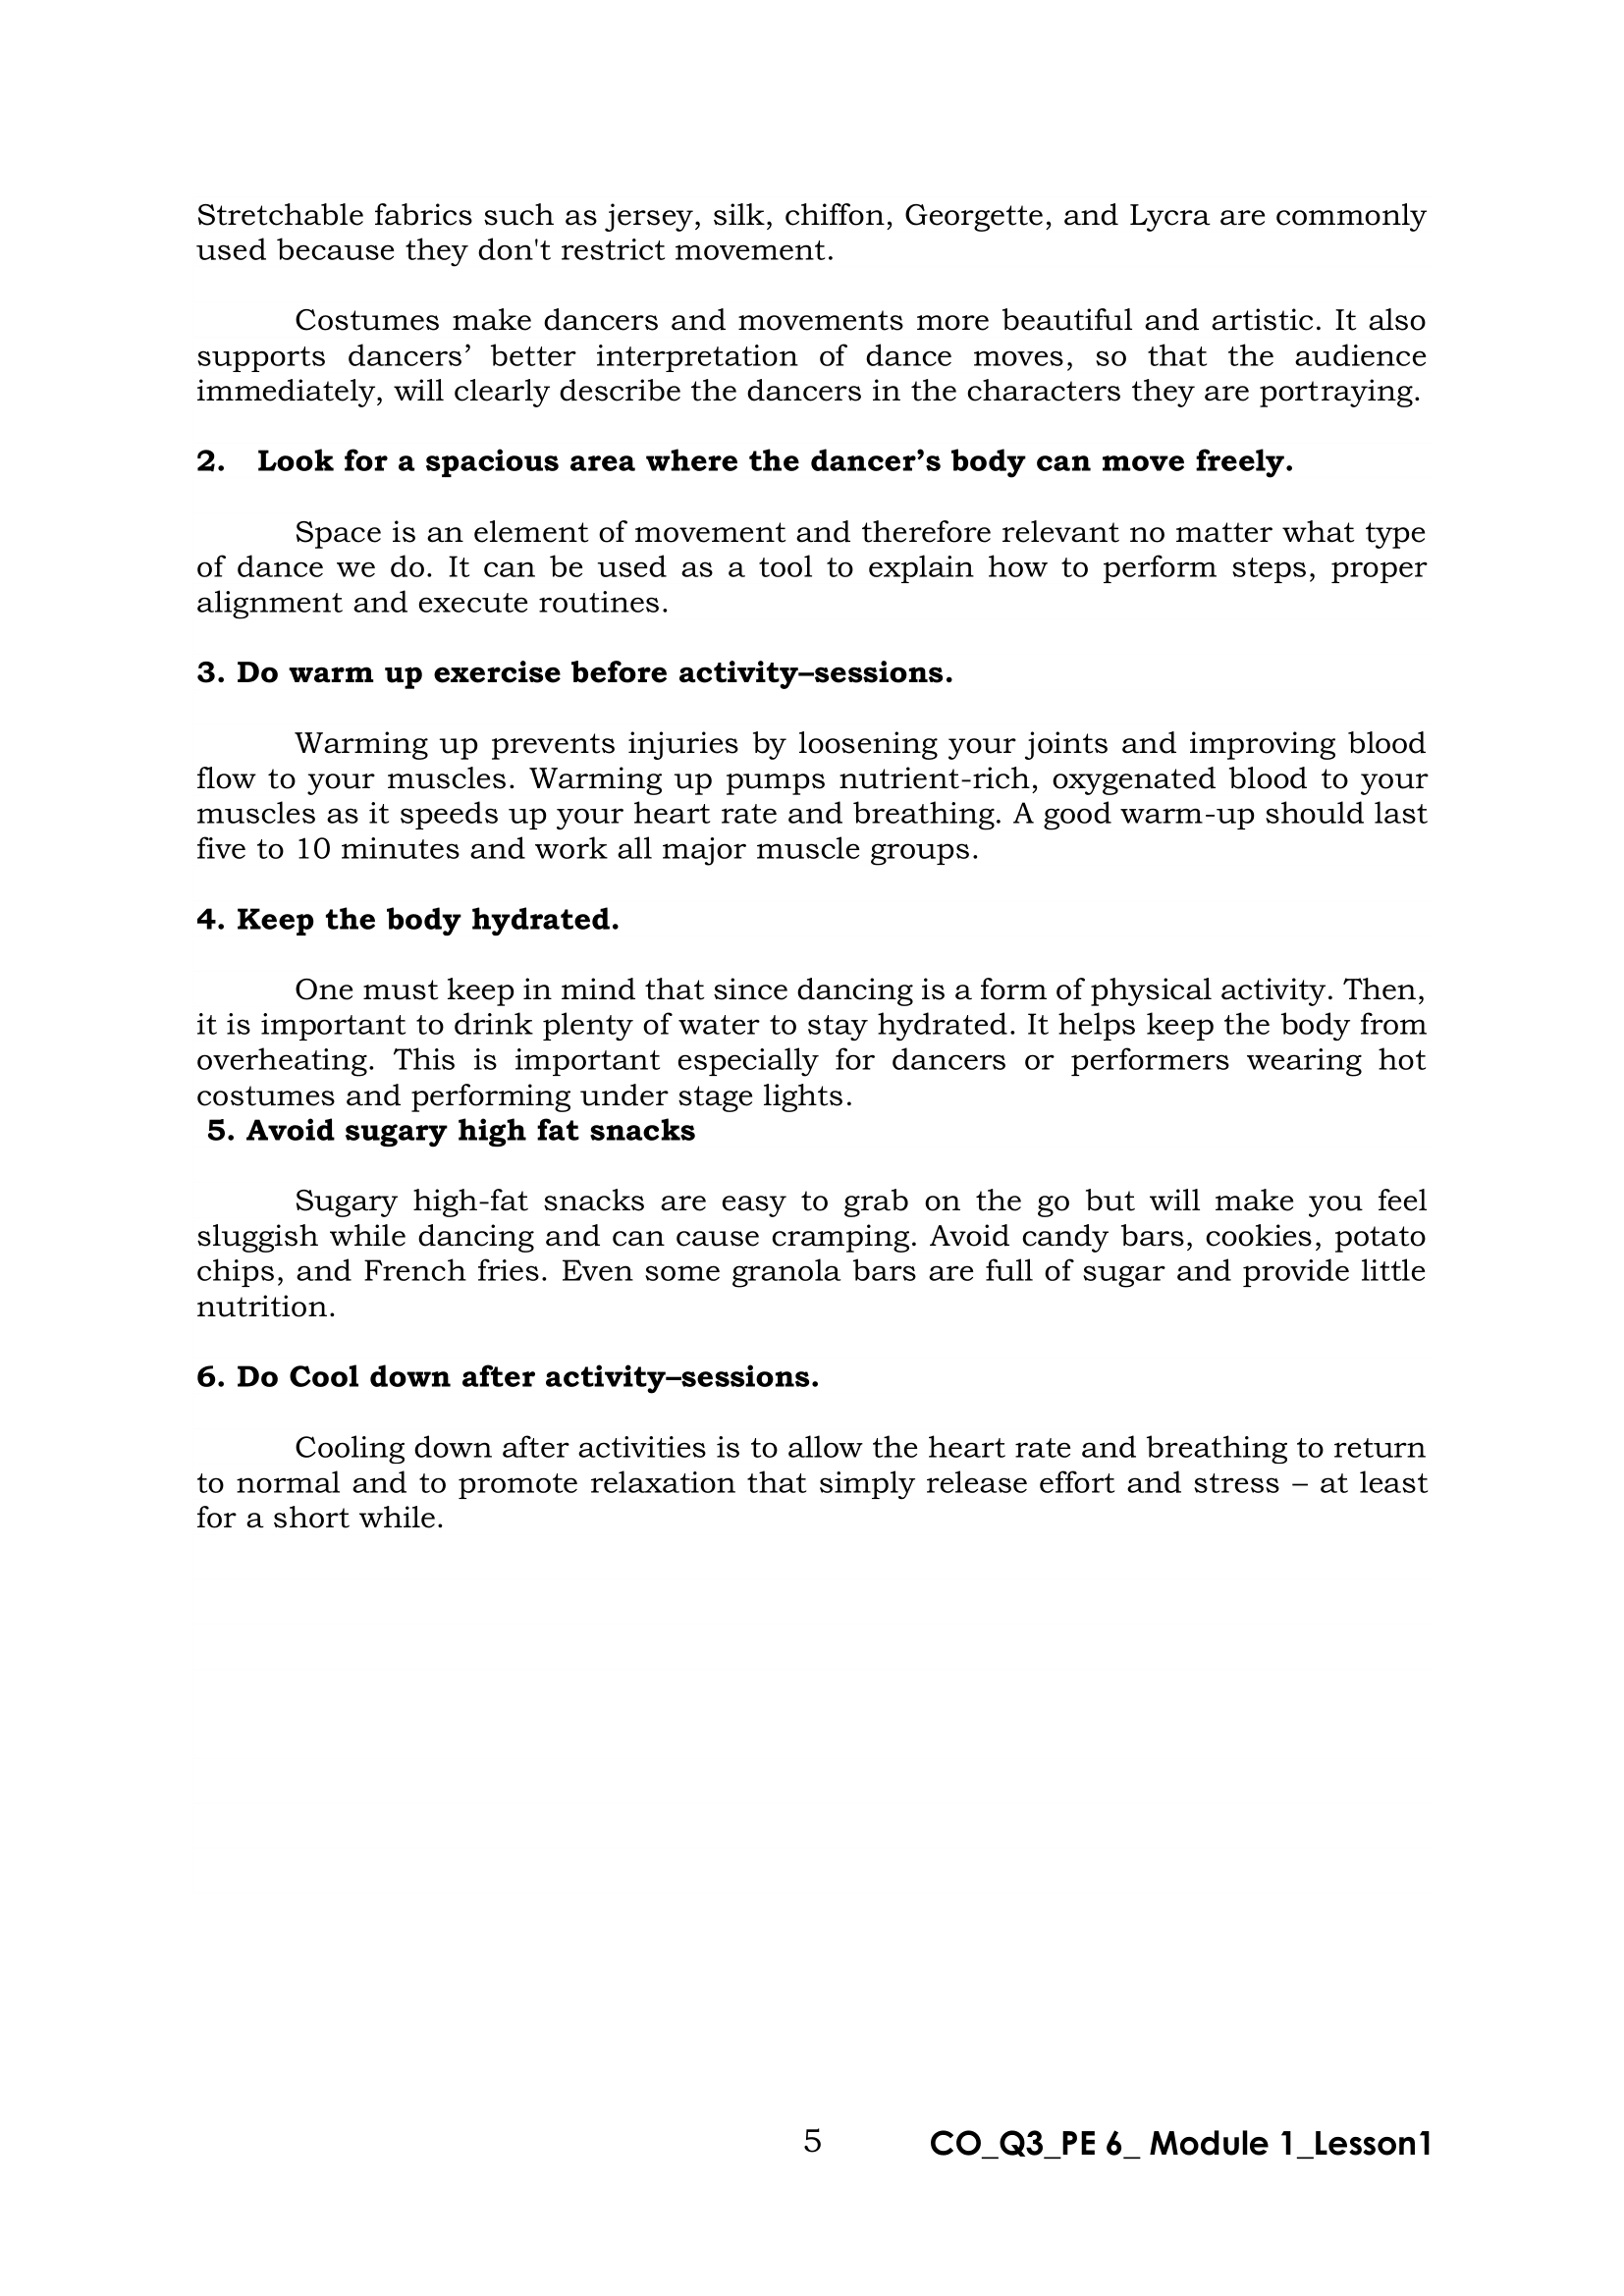 Stretchable fabrics such as jersey, silk, chiffon, Georgette, and Lycra are commonly
used because they don't restrict movement.
Costumes make dancers and movements more beautiful and artistic. It also
supports dancers’ better interpretation of dance moves, so that the audience
immediately, will clearly describe the dancers in the characters they are portraying.
2. Look for a spacious area where the dancer’s body can move freely.
Space is an element of movement and therefore relevant no matter what type
of dance we do. It can be used as a tool to explain how to perform steps, proper
alignment and execute routines.
3. Do warm up exercise before activity–sessions.
Warming up prevents injuries by loosening your joints and improving blood
flow to your muscles. Warming up pumps nutrient-rich, oxygenated blood to your
muscles as it speeds up your heart rate and breathing. A good warm-up should last
five to 10 minutes and work all major muscle groups.
4. Keep the body hydrated.
One must keep in mind that since dancing is a form of physical activity. Then,
it is important to drink plenty of water to stay hydrated. It helps keep the body from
overheating. This is important especially for dancers or performers wearing hot
costumes and performing under stage lights.
5. Avoid sugary high fat snacks
Sugary high-fat snacks are easy to grab on the go but will make you feel
sluggish while dancing and can cause cramping. Avoid candy bars, cookies, potato
chips, and French fries. Even some granola bars are full of sugar and provide little
nutrition.
6. Do Cool down after activity–sessions.
Cooling down after activities is to allow the heart rate and breathing to return
to normal and to promote relaxation that simply release effort and stress – at least
for a short while.
5 CO_Q3_PE 6_ Module 1_Lesson1